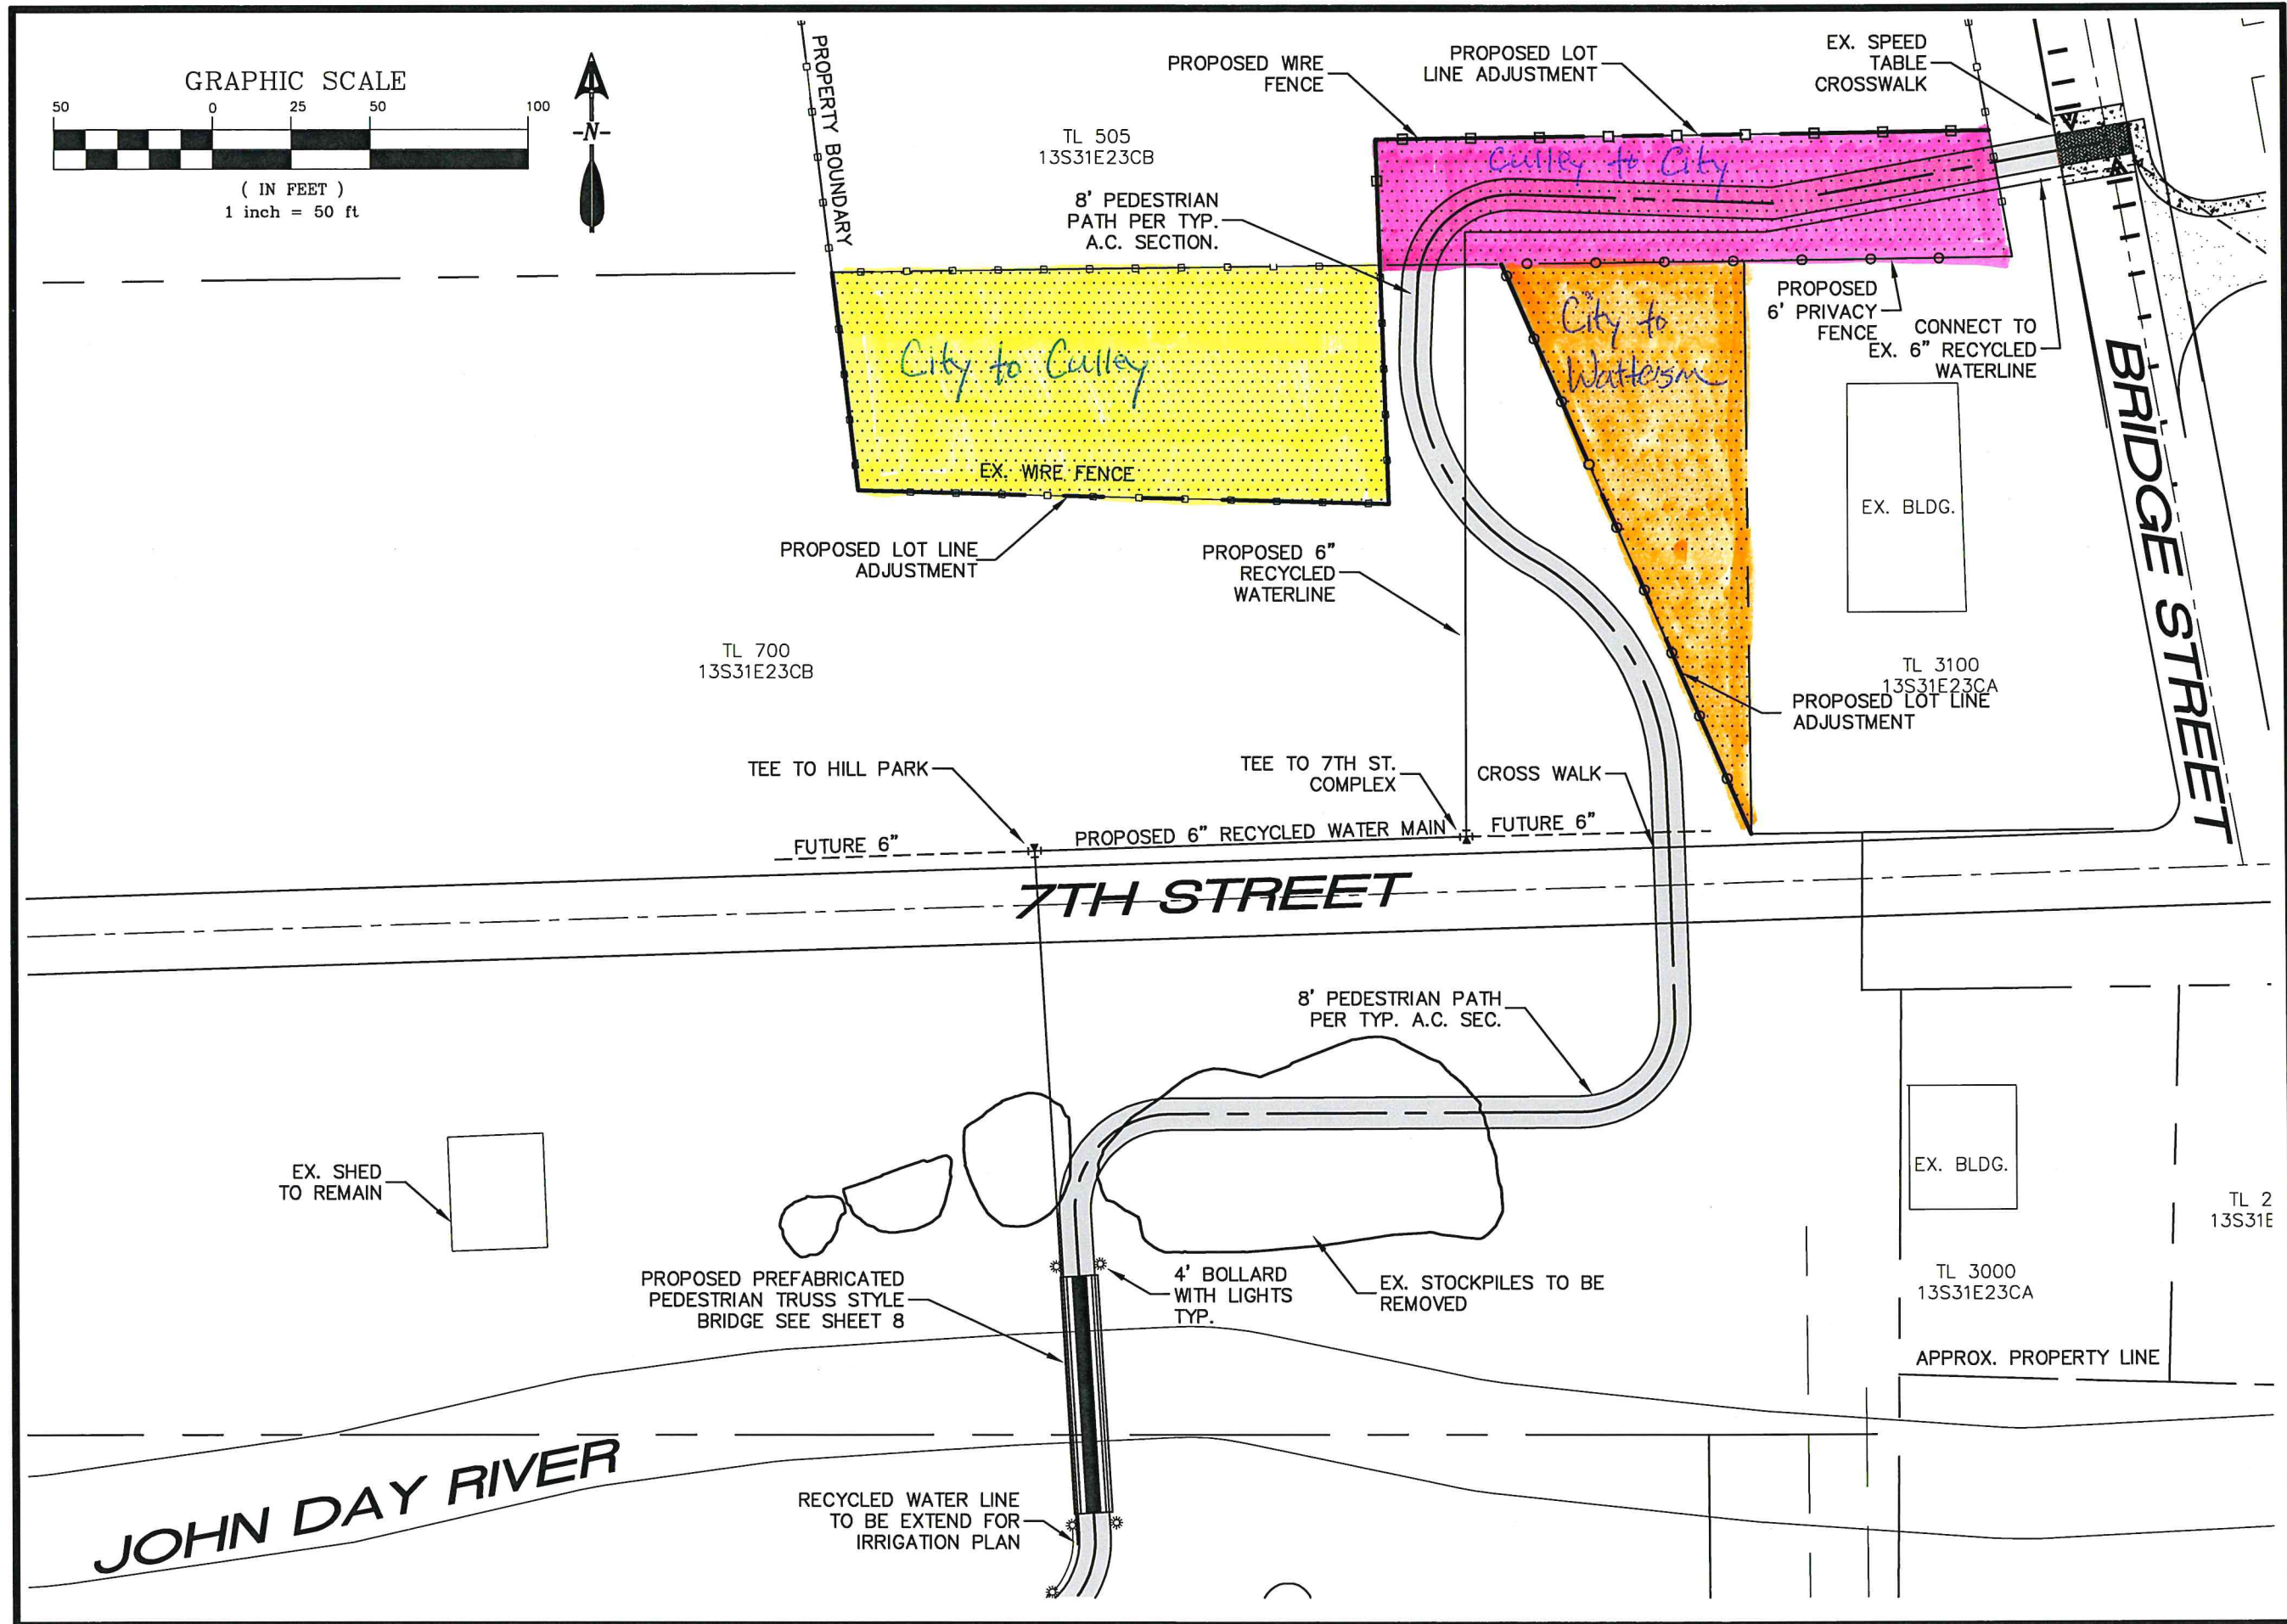 GRAPHIC SCALE
50 0 25 50 100
( IN FEET )
1 inch = 50 ft
-N-
PROPERTY BOUNDARY
TL 505
13S31E23CB
PROPOSED WIRE
FENCE
PROPOSED LOT
LINE ADJUSTMENT
EX. SPEED
TABLE
CROSSWALK
Culley to City
8' PEDESTRIAN
PATH PER TYP.
A.C. SECTION.
City to Culley
EX. WIRE FENCE
City to
PROPOSED
6' PRIVACY
FENCE
CONNECT TO
EX. 6" RECYCLED
WATERLINE
BRIDGE STREET
EX. BLDG.
PROPOSED LOT LINE
ADJUSTMENT
PROPOSED 6"
RECYCLED
WATERLINE
TL 700
13S31E23CB
TL 3100
13S31E23CA
PROPOSED LOT LINE
ADJUSTMENT
TEE TO HILL PARK
TEE TO 7TH ST.
COMPLEX
CROSS WALK
FUTURE 6"
PROPOSED 6" RECYCLED WATER MAIN
FUTURE 6"
7TH STREET
8' PEDESTRIAN PATH
PER TYP. A.C. SEC.
EX. SHED
TO REMAIN
EX. BLDG.
TL 2
13S31E
PROPOSED PREFABRICATED
PEDESTRIAN TRUSS STYLE
BRIDGE SEE SHEET 8
4' BOLLARD
WITH LIGHTS
TYP.
EX. STOCKPILES TO BE
REMOVED
TL 3000
13S31E23CA
APPROX. PROPERTY LINE
JOHN DAY RIVER
RECYCLED WATER LINE
TO BE EXTEND FOR
IRRIGATION PLAN